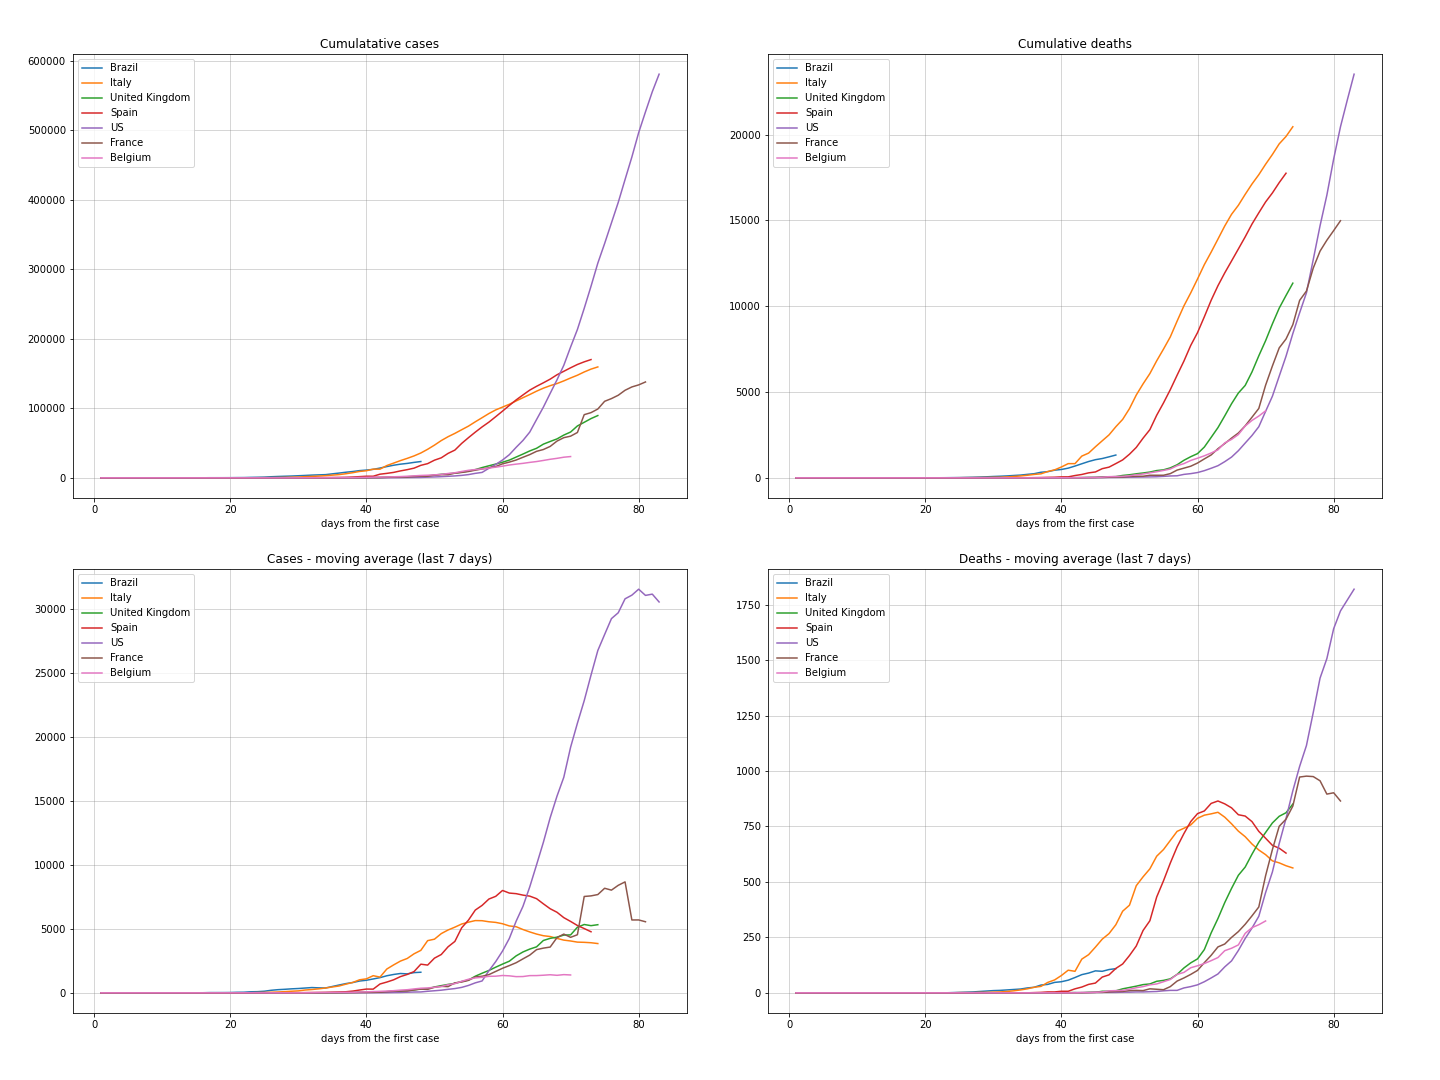 Cumulatative cases
600000
500000
400000
300000
200000
100000
0
Brazil
Italy
United Kingdom
Spain
US
France
Belgium
0 20 40 60 80
days from the first case
Cumulative deaths
20000
15000
10000
5000
0
Brazil
Italy
United Kingdom
Spain
US
France
Belgium
0 20 40 60 80
days from the first case
Cases - moving average (last 7 days)
30000
25000
20000
15000
10000
5000
0
Brazil
Italy
United Kingdom
Spain
US
France
Belgium
0 20 40 60 80
days from the first case
Deaths - moving average (last 7 days)
1750
1500
1250
1000
750
500
250
0
Brazil
Italy
United Kingdom
Spain
US
France
Belgium
0 20 40 60 80
days from the first case